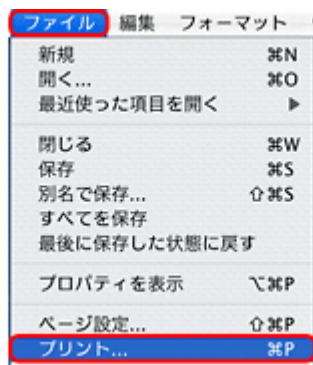 ファイル 編集 フォーマット
新規 ⌘N
開く... ⌘O
最近使った項目を開く ▶
閉じる ⌘W
保存 ⌘S
別名で保存... ⇧⌘S
すべてを保存
最後に保存した状態に戻す
プロパティを表示 ⌥⌘P
ページ設定... ⇧⌘P
プリント... ⌘P